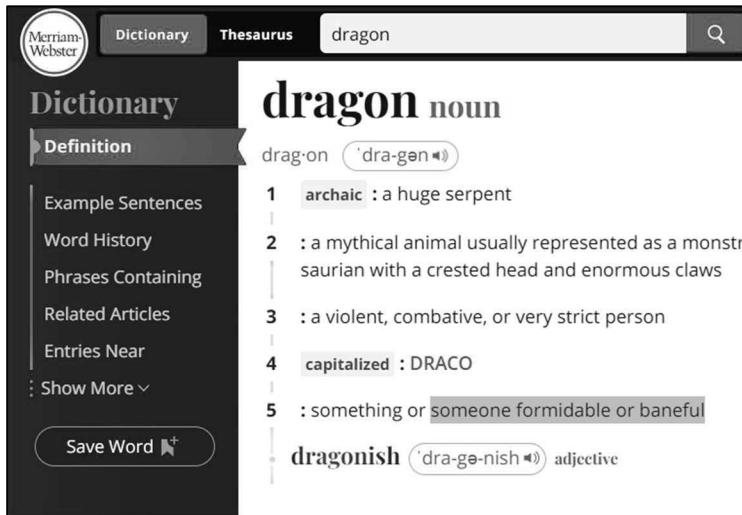 Merriam-
Webster
Dictionary
Thesaurus
dragon
Dictionary
Definition
Example Sentences
Word History
Phrases Containing
Related Articles
Entries Near
Show More
Save Word
dragon noun
drag·on ˈdra-gən
1 archaic : a huge serpent
2 : a mythical animal usually represented as a monstr
saurian with a crested head and enormous claws
3 : a violent, combative, or very strict person
4 capitalized : DRACO
5 : something or someone formidable or baneful
dragonish ˈdra-gə-nish adjective